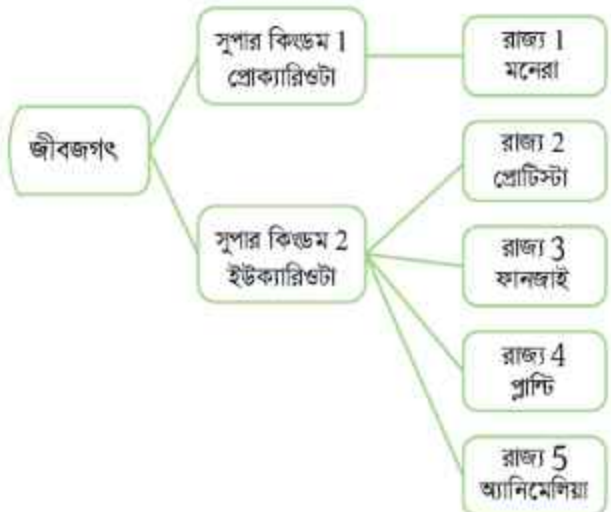 জীবজগৎ
সুপার কিংডম 1
প্রোক্যারিওটা
রাজ্য 1
মনেরা
সুপার কিংডম 2
ইউক্যারিওটা
রাজ্য 2
প্রোটিস্টা
রাজ্য 3
ফানজাই
রাজ্য 4
প্লান্টি
রাজ্য 5
অ্যানিমেলিয়া